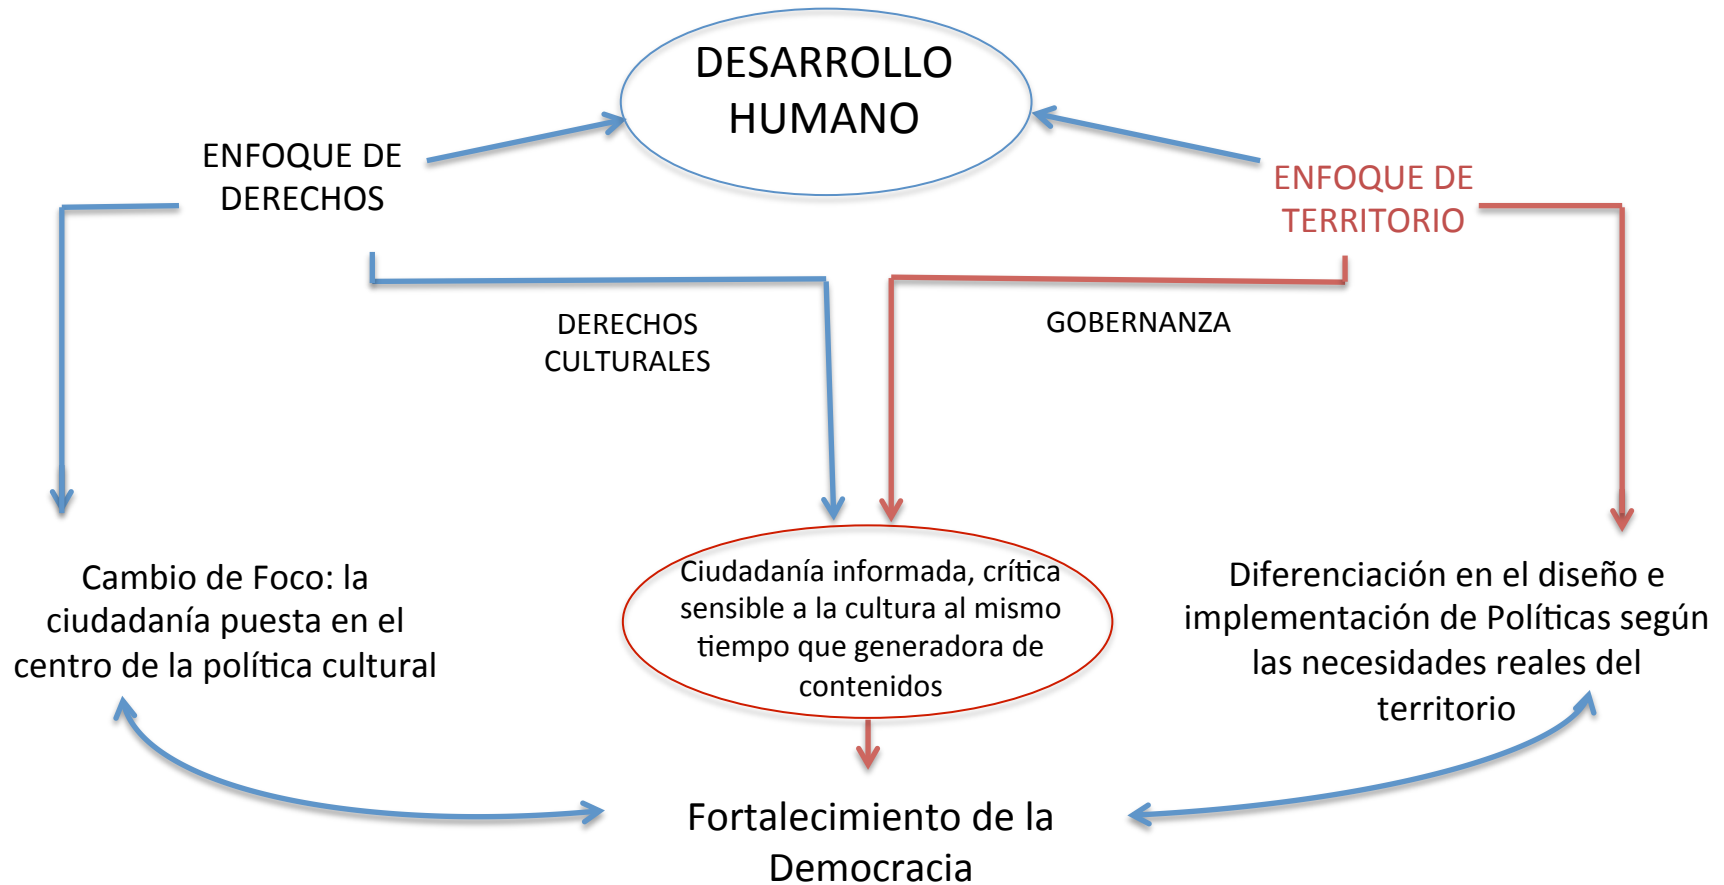 DESARROLLO
HUMANO
ENFOQUE DE
DERECHOS
ENFOQUE DE
TERRITORIO
DERECHOS
CULTURALES
GOBERNANZA
Cambio de Foco: la
ciudadanía puesta en el
centro de la política cultural
Ciudadanía informada, crítica
sensible a la cultura al mismo
tiempo que generadora de
contenidos
Diferenciación en el diseño e
implementación de Políticas según
las necesidades reales del
territorio
Fortalecimiento de la
Democracia